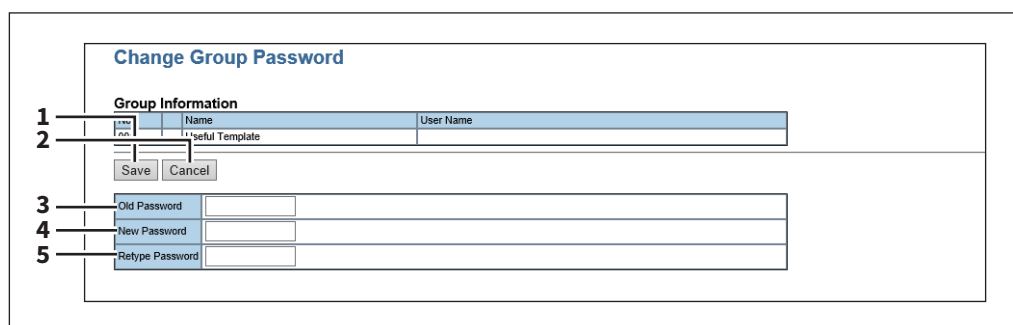 Change Group Password
Group Information
1
Name User Name
2
Useful Template
Save Cancel
3 Old Password
4 New Password
5 Retype Password